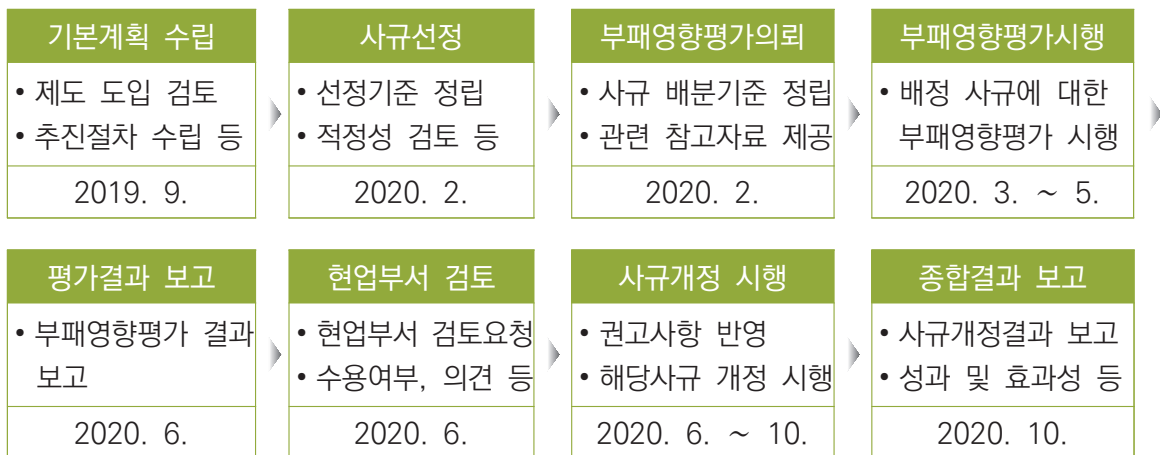 기본계획 수립
• 제도 도입 검토
• 추진절차 수립 등
2019. 9.
사규선정
• 선정기준 정립
• 적정성 검토 등
2020. 2.
부패영향평가의뢰
• 사규 배분기준 정립
• 관련 참고자료 제공
2020. 2.
부패영향평가시행
• 배정 사규에 대한
부패영향평가 시행
2020. 3. ~ 5.
평가결과 보고
• 부패영향평가 결과
보고
2020. 6.
현업부서 검토
• 현업부서 검토요청
• 수용여부, 의견 등
2020. 6.
사규개정 시행
• 권고사항 반영
• 해당사규 개정 시행
2020. 6. ~ 10.
종합결과 보고
• 사규개정결과 보고
• 성과 및 효과성 등
2020. 10.